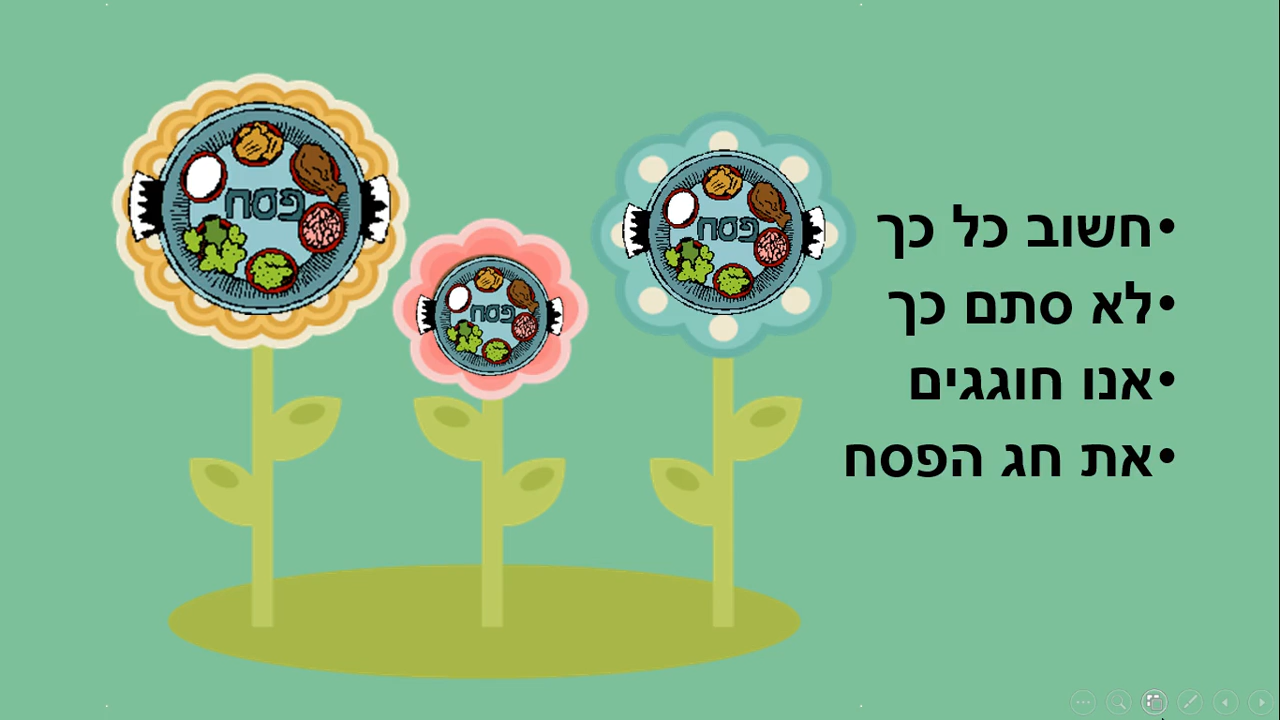 פסח
פסח
פסח
•חשוב כל כך
•לא סתם כך
•אנו חוגגים
•את חג הפסח